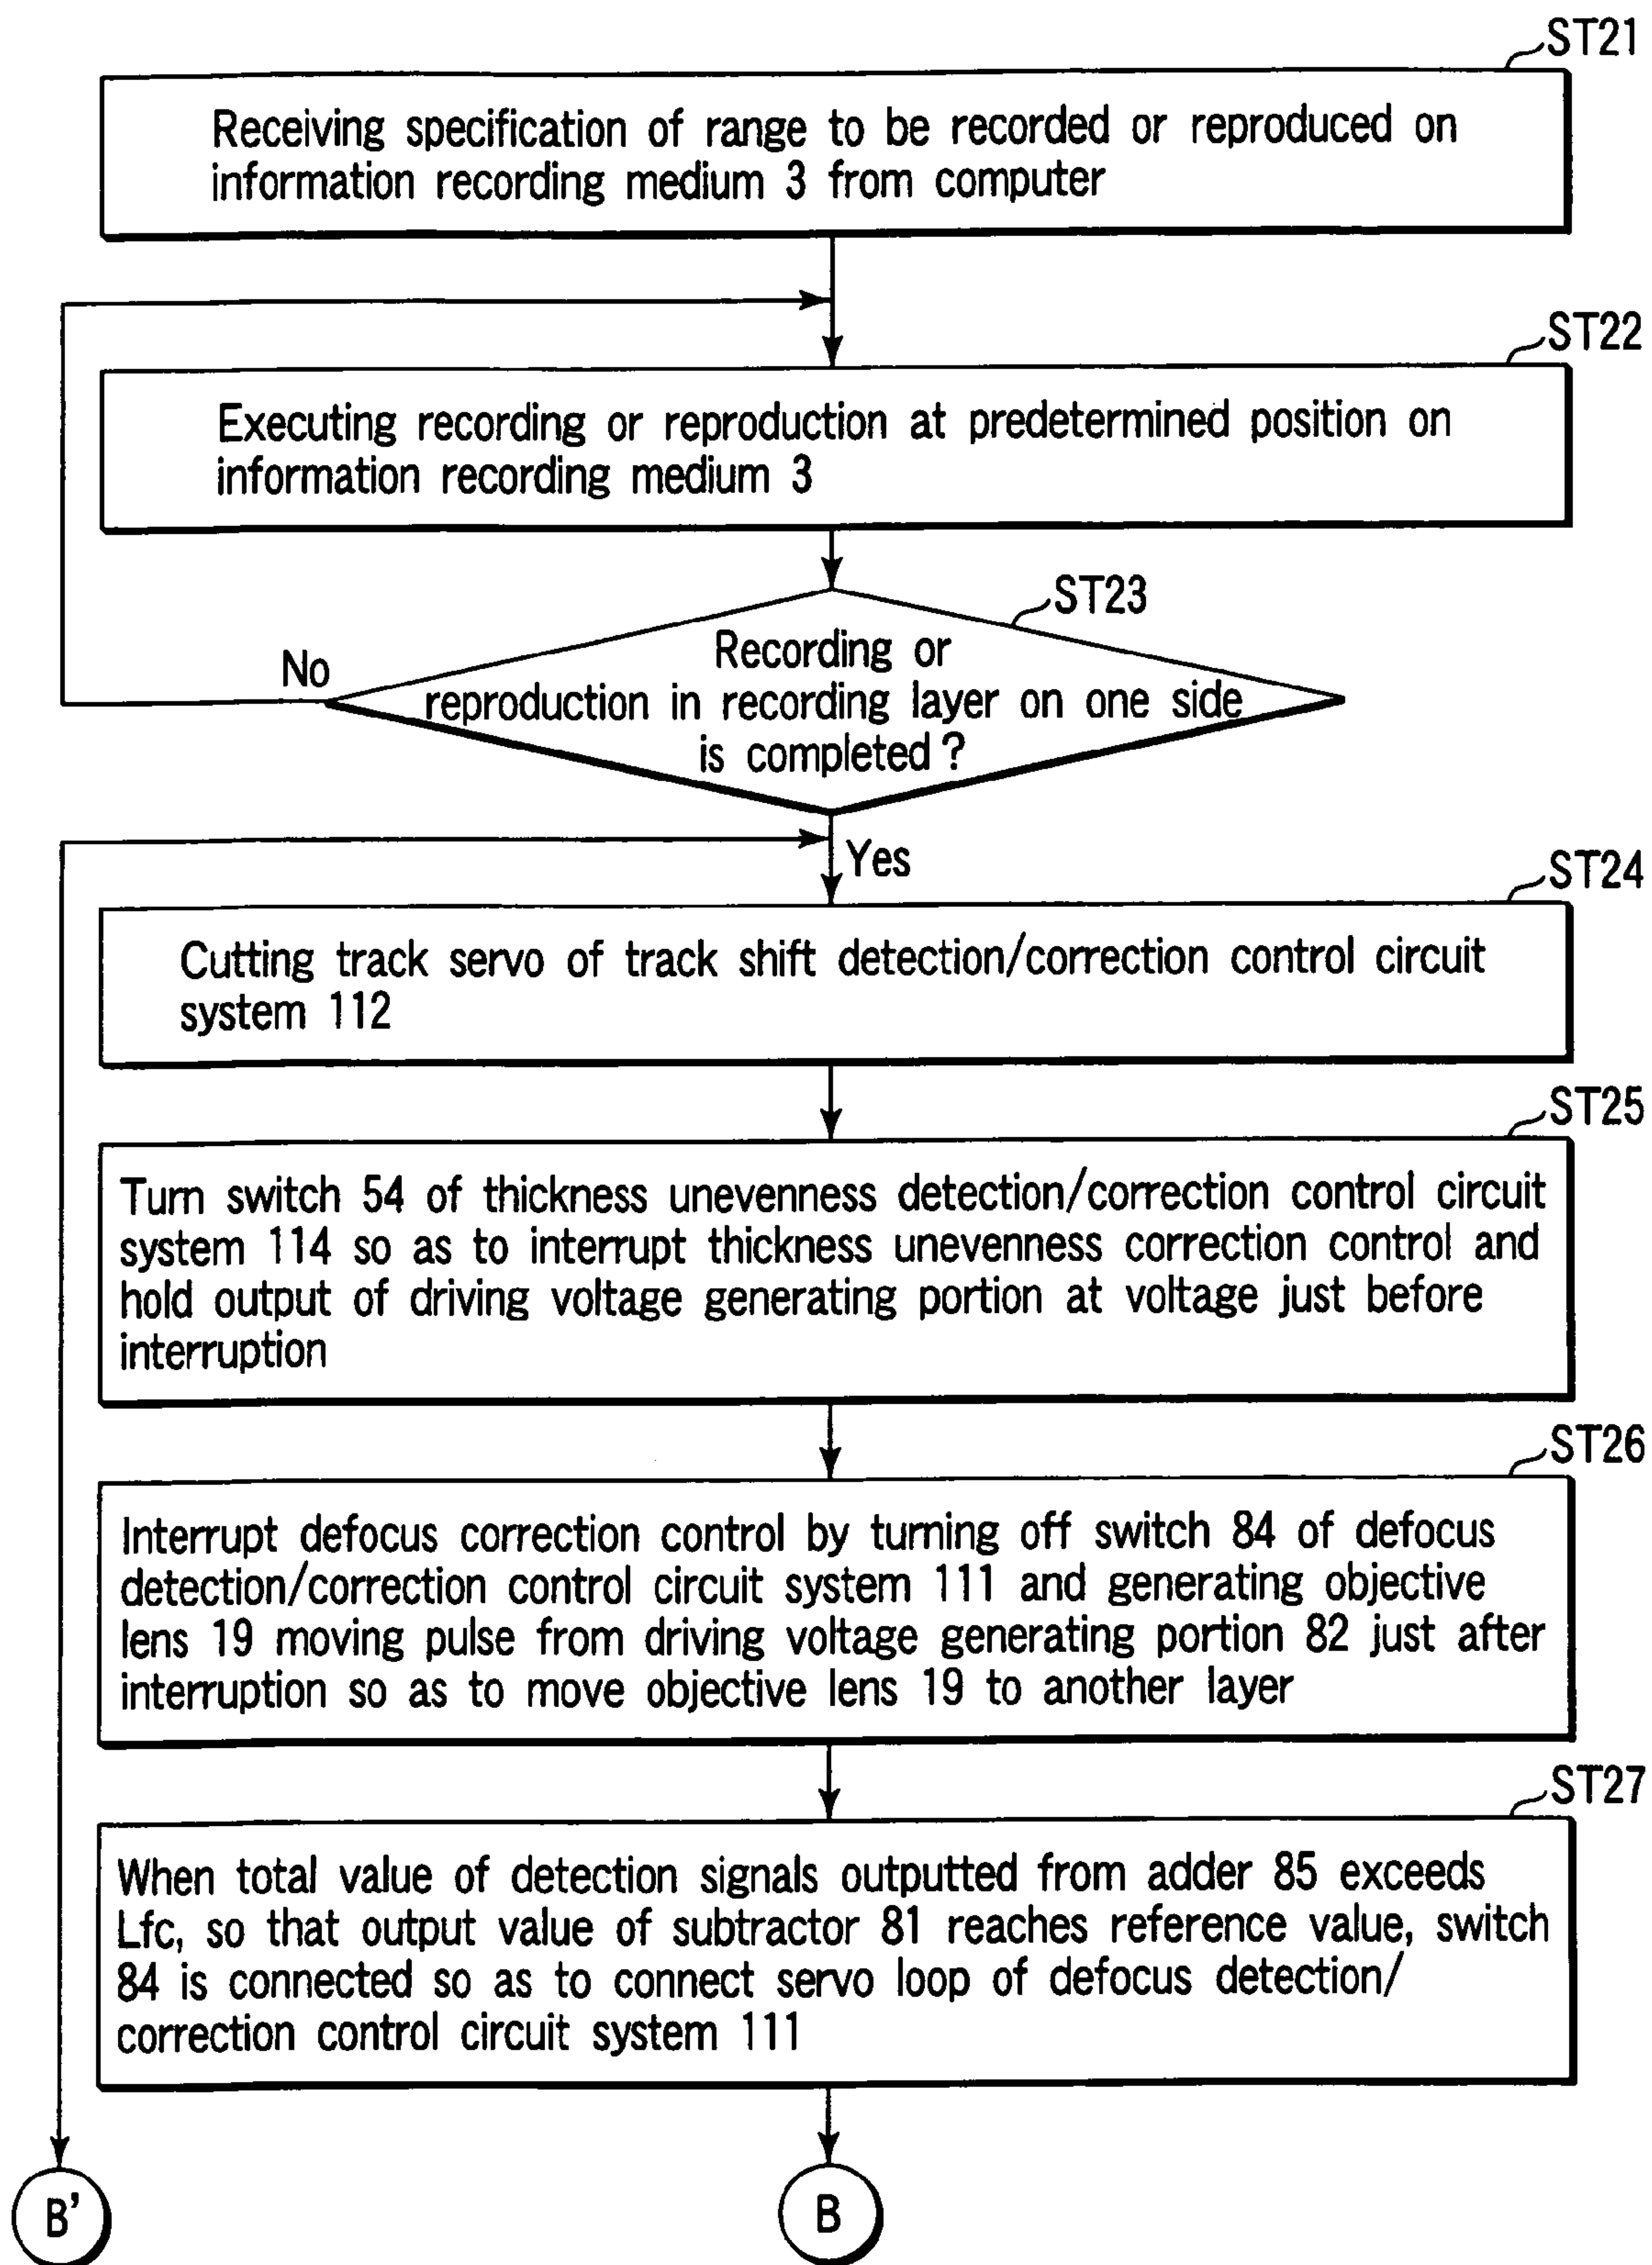 ST21
Receiving specification of range to be recorded or reproduced on
information recording medium 3 from computer
ST22
Executing recording or reproduction at predetermined position on
information recording medium 3
ST23
Recording or
reproduction in recording layer on one side
is completed?
No
Yes
ST24
Cutting track servo of track shift detection/correction control circuit
system 112
ST25
Turn switch 54 of thickness unevenness detection/correction control circuit
system 114 so as to interrupt thickness unevenness correction control and
hold output of driving voltage generating portion at voltage just before
interruption
ST26
Interrupt defocus correction control by turning off switch 84 of defocus
detection/correction control circuit system 111 and generating objective
lens 19 moving pulse from driving voltage generating portion 82 just after
interruption so as to move objective lens 19 to another layer
ST27
When total value of detection signals outputted from adder 85 exceeds
Lfc, so that output value of subtractor 81 reaches reference value, switch
84 is connected so as to connect servo loop of defocus detection/
correction control circuit system 111
B'
B